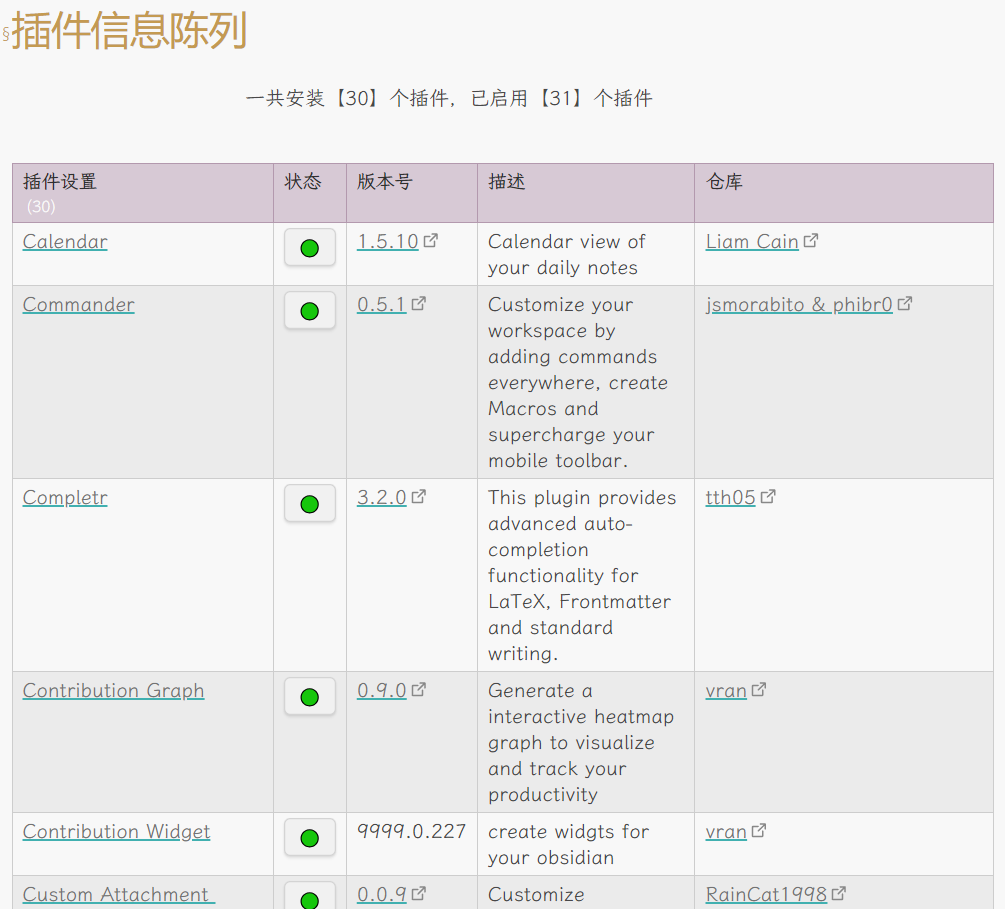 §插件信息陈列
一共安装【30】个插件，已启用【31】个插件
插件设置 状态 版本号 描述 仓库
(30)
Calendar 1.5.10 Calendar view of Liam Cain
your daily notes
Commander 0.5.1 Customize your jsmorabito & phibr0
workspace by
adding commands
everywhere, create
Macros and
supercharge your
mobile toolbar.
Completr 3.2.0 This plugin provides tth05
advanced auto-
completion
functionality for
LaTeX, Frontmatter
and standard
writing.
Contribution Graph 0.9.0 Generate a vran
interactive heatmap
graph to visualize
and track your
productivity
Contribution Widget 9999.0.227 create widgts for vran
your obsidian
Custom Attachment 0.0.9 Customize RainCat1998